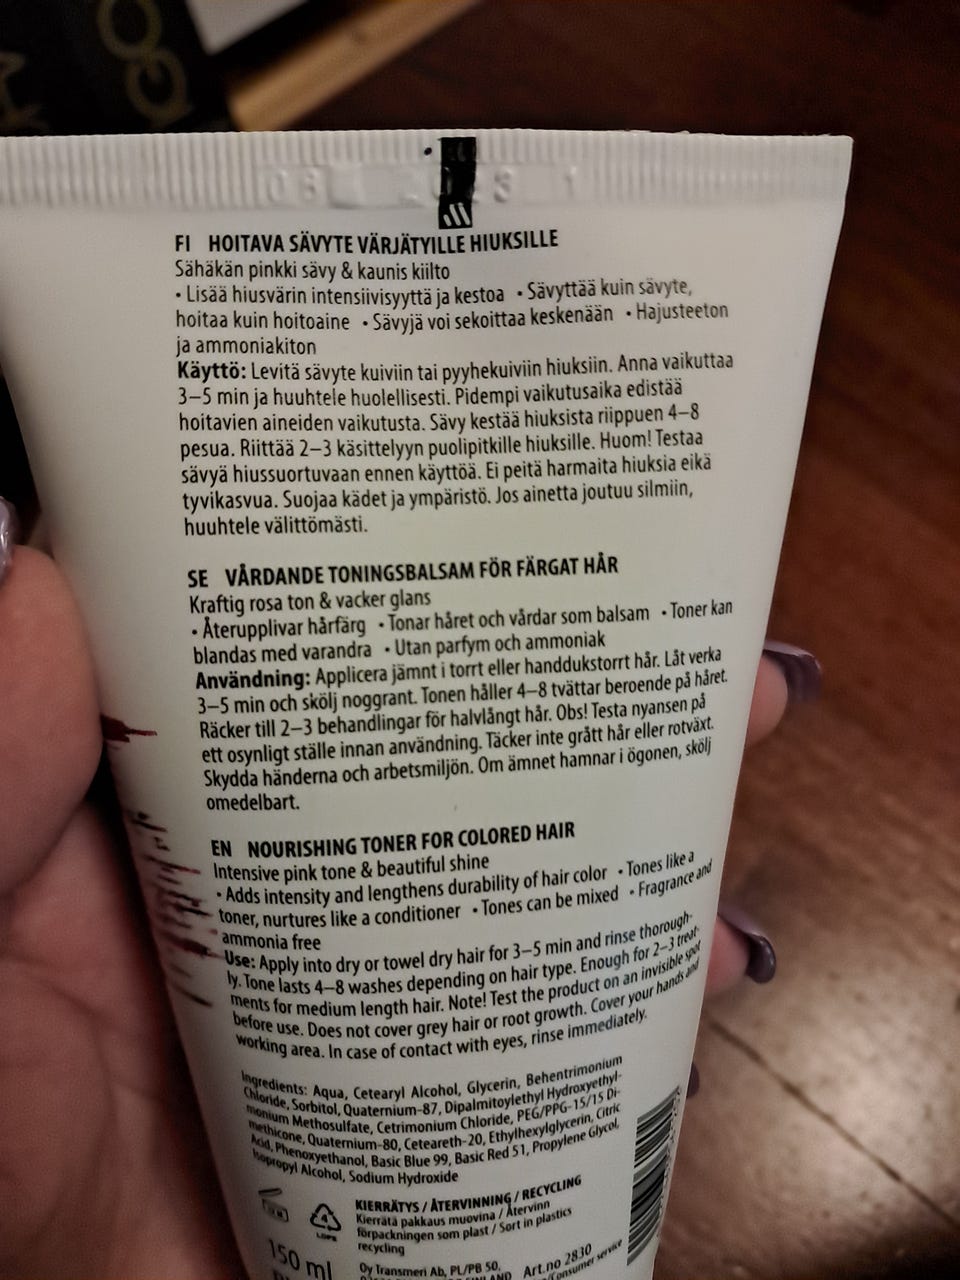 GO
08 2023 1
FI HOITAVA SÄVYTE VÄRJÄTYILLE HIUKSILLE
Sähäkän pinkki sävy & kaunis kiilto
• Lisää hiusvärin intensiivisyyttä ja kestoa • Sävyttää kuin sävyte,
hoitaa kuin hoitoaine • Sävyjä voi sekoittaa keskenään • Hajusteeton
ja ammoniakiton
Käyttö: Levitä sävyte kuiviin tai pyyhekuiviin hiuksiin. Anna vaikuttaa
3–5 min ja huuhtele huolellisesti. Pidempi vaikutusaika edistää
hoitavien aineiden vaikutusta. Sävy kestää hiuksista riippuen 4–8
pesua. Riittää 2–3 käsittelyyn puolipitkille hiuksille. Huom! Testaa
sävyä hiussuortuvaan ennen käyttöä. Ei peitä harmaita hiuksia eikä
tyvikasvua. Suojaa kädet ja ympäristö. Jos ainetta joutuu silmiin,
huuhtele välittömästi.
SE VÅRDANDE TONINGSBALSAM FÖR FÄRGAT HÅR
Kraftig rosa ton & vacker glans
• Återupplivar hårfärg • Tonar håret och vårdar som balsam • Toner kan
blandas med varandra • Utan parfym och ammoniak
Användning: Applicera jämnt i torrt eller handdukstorrt hår. Låt verka
3–5 min och skölj noggrant. Tonen håller 4–8 tvättar beroende på håret.
Räcker till 2–3 behandlingar för halvlångt hår. Obs! Testa nyansen på
ett osynligt ställe innan användning. Täcker inte grått hår eller rotväxt.
Skydda händerna och arbetsmiljön. Om ämnet hamnar i ögonen, skölj
omedelbart.
EN NOURISHING TONER FOR COLORED HAIR
Intensive pink tone & beautiful shine
• Adds intensity and lengthens durability of hair color • Tones like a
toner, nurtures like a conditioner • Tones can be mixed • Fragrance and
ammonia free
Use: Apply into dry or towel dry hair for 3–5 min and rinse thorough-
ly. Tone lasts 4–8 washes depending on hair type. Enough for 2–3 treat-
ments for medium length hair. Note! Test the product on an invisible spot
before use. Does not cover grey hair or root growth. Cover your hands and
working area. In case of contact with eyes, rinse immediately.
Ingredients: Aqua, Cetearyl Alcohol, Glycerin, Behentrimonium
Chloride, Sorbitol, Quaternium-87, Dipalmitoylethyl Hydroxyethyl-
monium Methosulfate, Cetrimonium Chloride, PEG/PPG-15/15 Di-
methicone, Quaternium-80, Ceteareth-20, Ethylhexylglycerin, Citric
Acid, Phenoxyethanol, Basic Blue 99, Basic Red 51, Propylene Glycol,
Isopropyl Alcohol, Sodium Hydroxide
KIERRÄTYS / ÅTERVINNING / RECYCLING
Kierrätä pakkaus muovina / Återvinn
förpackningen som plast / Sort in plastics
recycling
4
LDPE
150 ml
Oy Transmeri Ab, PL/PB 50,
Art.no 2830
/Consumer service